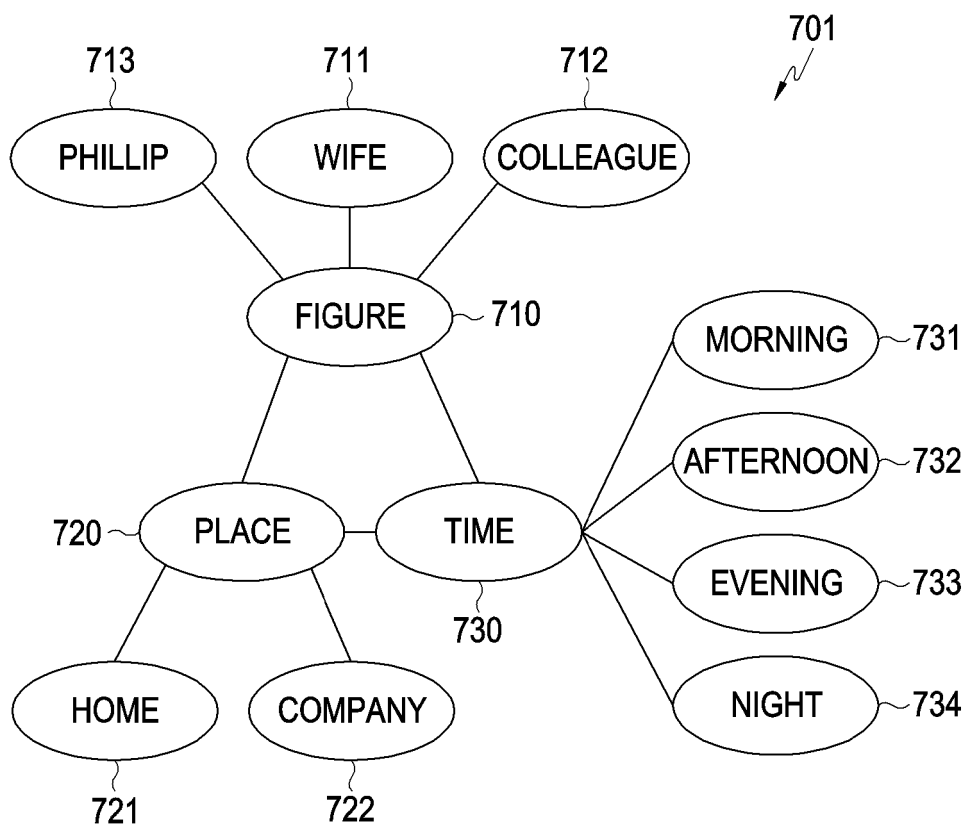 701
713
711
712
PHILLIP
WIFE
COLLEAGUE
FIGURE
710
MORNING
731
AFTERNOON
732
720
PLACE
TIME
730
EVENING
733
HOME
COMPANY
NIGHT
734
721
722